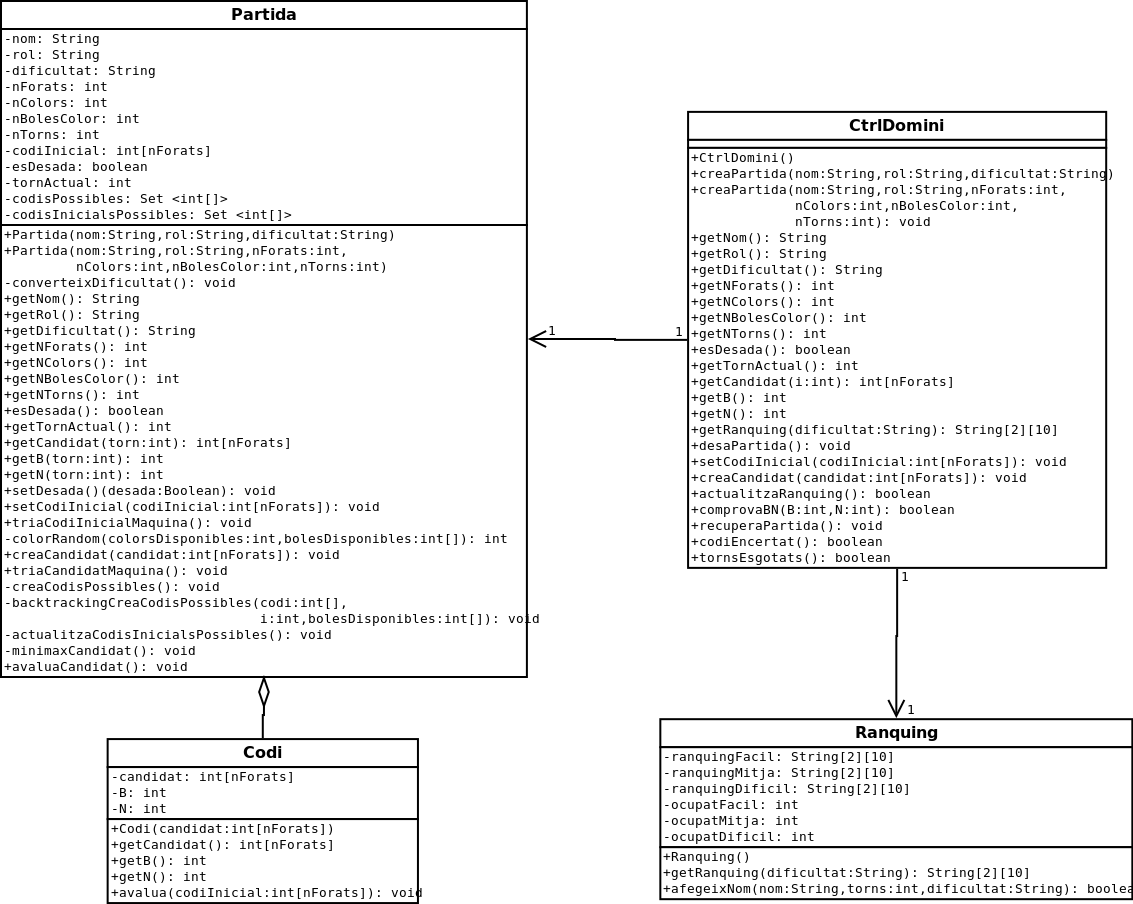 Partida
-nom: String
-rol: String
-dificultat: String
-nForats: int
-nColors: int
-nBolesColor: int
-nTorns: int
-codiInicial: int[nForats]
-esDesada: boolean
-tornActual: int
-codisPossibles: Set <int[]>
-codisInicialsPossibles: Set <int[]>
+Partida(nom:String,rol:String,dificultat:String)
+Partida(nom:String,rol:String,nForats:int,
nColors:int,nBolesColor:int,nTorns:int)
-converteixDificultat(): void
+getNom(): String
+getRol(): String
+getDificultat(): String
+getNForats(): int
+getNColors(): int
+getNBolesColor(): int
+getNTorns(): int
+esDesada(): boolean
+getTornActual(): int
+getCandidat(torn:int): int[nForats]
+getB(torn:int): int
+getN(torn:int): int
+setDesada()(desada:Boolean): void
+setCodiInicial(codiInicial:int[nForats]): void
+triaCodiInicialMaquina(): void
-colorRandom(colorsDisponibles:int,bolesDisponibles:int[]): int
+creaCandidat(candidat:int[nForats]): void
+triaCandidatMaquina(): void
-creaCodisPossibles(): void
-backtrackingCreaCodisPossibles(codi:int[],
i:int,bolesDisponibles:int[]): void
-actualitzaCodisInicialsPossibles(): void
-minimaxCandidat(): void
+avaluaCandidat(): void
1
1
CtrlDomini
+CtrlDomini()
+creaPartida(nom:String,rol:String,dificultat:String)
+creaPartida(nom:String,rol:String,nForats:int,
nColors:int,nBolesColor:int,
nTorns:int): void
+getNom(): String
+getRol(): String
+getDificultat(): String
+getNForats(): int
+getNColors(): int
+getNBolesColor(): int
+getNTorns(): int
+esDesada(): boolean
+getTornActual(): int
+getCandidat(i:int): int[nForats]
+getB(): int
+getN(): int
+getRanquing(dificultat:String): String[2][10]
+desaPartida(): void
+setCodiInicial(codiInicial:int[nForats]): void
+creaCandidat(candidat:int[nForats]): void
+actualitzaRanquing(): boolean
+comprovaBN(B:int,N:int): boolean
+recuperaPartida(): void
+codiEncertat(): boolean
+tornsEsgotats(): boolean
1
1
Codi
-candidat: int[nForats]
-B: int
-N: int
+Codi(candidat:int[nForats])
+getCandidat(): int[nForats]
+getB(): int
+getN(): int
+avalua(codiInicial:int[nForats]): void
Ranquing
-ranquingFacil: String[2][10]
-ranquingMitja: String[2][10]
-ranquingDificil: String[2][10]
-ocupatFacil: int
-ocupatMitja: int
-ocupatDificil: int
+Ranquing()
+getRanquing(dificultat:String): String[2][10]
+afegeixNom(nom:String,torns:int,dificultat:String): boolea